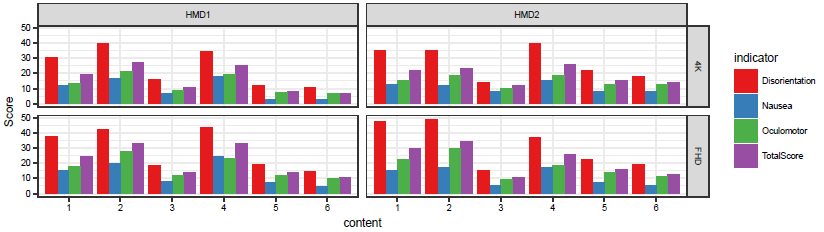 HMD1 HMD2
50
40
30
20
10
0
4K
Score
50
40
30
20
10
0
FHD
1 2 3 4 5 6 1 2 3 4 5 6
content
indicator
Disorientation
Nausea
Oculomotor
TotalScore